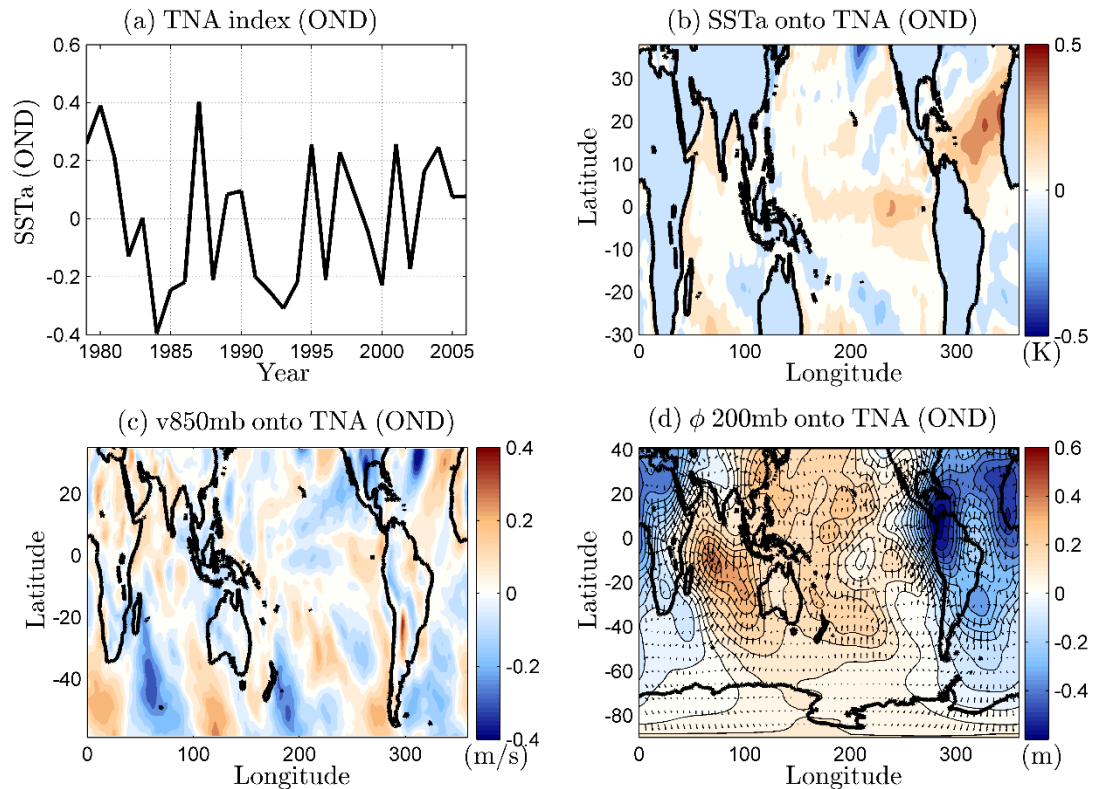 (a) TNA index (OND)
0.6
0.4
0.2
0
-0.2
-0.4
SSTa (OND)
1980 1985 1990 1995 2000 2005
Year
(b) SSTa onto TNA (OND)
30
20
10
0
-10
-20
-30
Latitude
0 100 200 300
Longitude
0.5
0
-0.5
(K)
(c) v850mb onto TNA (OND)
20
0
-20
-40
Latitude
0 100 200 300
Longitude
0.4
0.2
0
-0.2
-0.4
(m/s)
(d) ϕ 200mb onto TNA (OND)
40
20
0
-20
-40
-60
-80
Latitude
0 100 200 300
Longitude
0.6
0.4
0.2
0
-0.2
-0.4
(m)